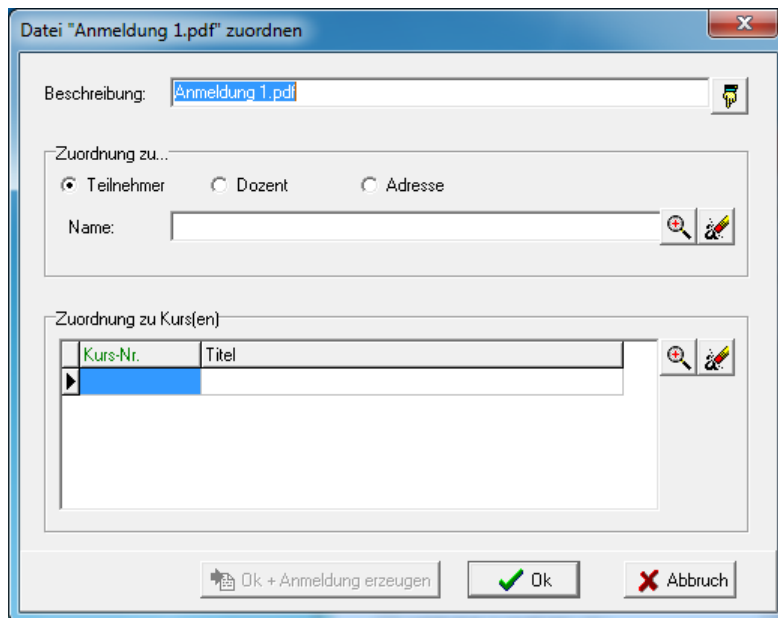 Datei "Anmeldung 1.pdf" zuordnen
Beschreibung: Anmeldung 1.pdf
Zuordnung zu...
Teilnehmer Dozent Adresse
Name:
Zuordnung zu Kurs(en)
Kurs-Nr. Titel
Ok + Anmeldung erzeugen Ok Abbruch